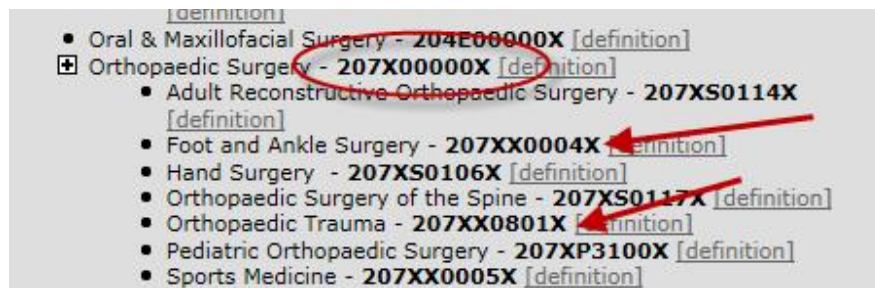 [definition]
Oral & Maxillofacial Surgery - 204E00000X [definition]
Orthopaedic Surgery - 207X00000X [definition]
Adult Reconstructive Orthopaedic Surgery - 207XS0114X
[definition]
Foot and Ankle Surgery - 207XX0004X [definition]
Hand Surgery - 207XS0106X [definition]
Orthopaedic Surgery of the Spine - 207XS0117X [definition]
Orthopaedic Trauma - 207XX0801X [definition]
Pediatric Orthopaedic Surgery - 207XP3100X [definition]
Sports Medicine - 207XX0005X [definition]